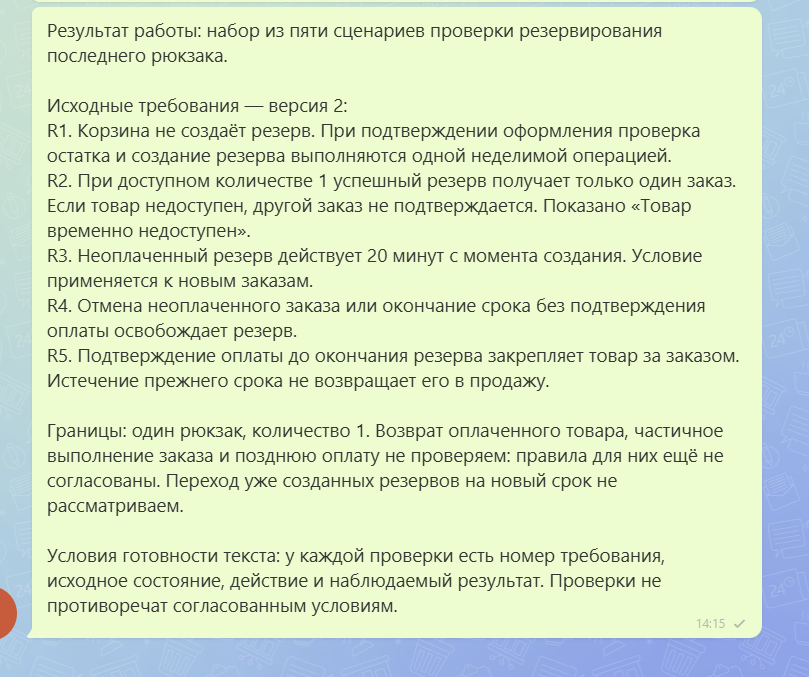 Результат работы: набор из пяти сценариев проверки резервирования
последнего рюкзака.
Исходные требования — версия 2:
R1. Корзина не создаёт резерв. При подтверждении оформления проверка
остатка и создание резерва выполняются одной неделимой операцией.
R2. При доступном количестве 1 успешный резерв получает только один заказ.
Если товар недоступен, другой заказ не подтверждается. Показано «Товар
временно недоступен».
R3. Неоплаченный резерв действует 20 минут с момента создания. Условие
применяется к новым заказам.
R4. Отмена неоплаченного заказа или окончание срока без подтверждения
оплаты освобождает резерв.
R5. Подтверждение оплаты до окончания резерва закрепляет товар за заказом.
Истечение прежнего срока не возвращает его в продажу.
Границы: один рюкзак, количество 1. Возврат оплаченного товара, частичное
выполнение заказа и позднюю оплату не проверяем: правила для них ещё не
согласованы. Переход уже созданных резервов на новый срок не
рассматриваем.
Условия готовности текста: у каждой проверки есть номер требования,
исходное состояние, действие и наблюдаемый результат. Проверки не
противоречат согласованным условиям.
14:15